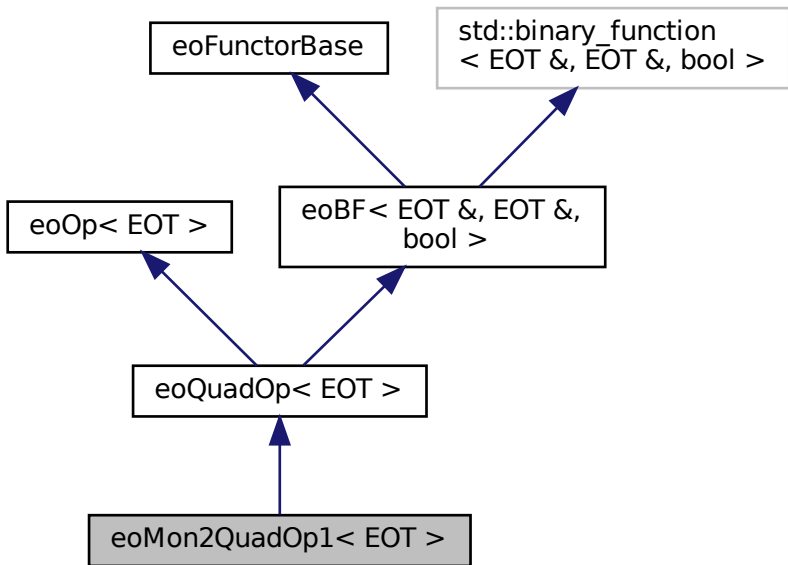 eoFunctorBase
std::binary_function
< EOT &, EOT &, bool >
eoOp< EOT >
eoBF< EOT &, EOT &,
bool >
eoQuadOp< EOT >
eoMon2QuadOp1< EOT >